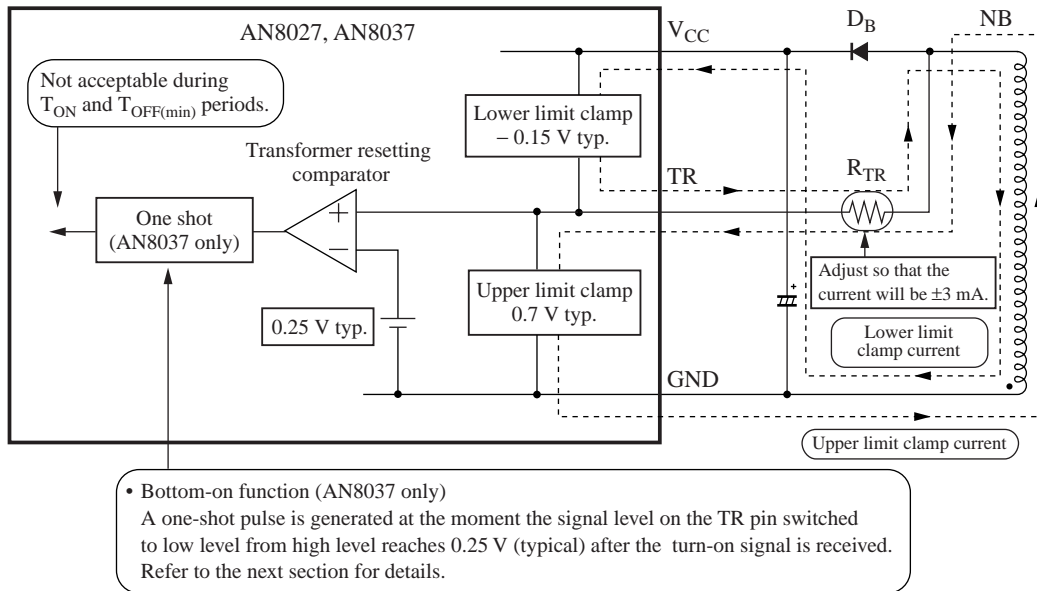 AN8027, AN8037
V_CC
D_B
NB
Not acceptable during
T_ON and T_OFF(min) periods.
Lower limit clamp
– 0.15 V typ.
Transformer resetting
comparator
TR
R_TR
One shot
(AN8037 only)
+
−
+
Adjust so that the
current will be ±3 mA.
Upper limit clamp
0.7 V typ.
0.25 V typ.
Lower limit
clamp current
GND
Upper limit clamp current
• Bottom-on function (AN8037 only)
A one-shot pulse is generated at the moment the signal level on the TR pin switched
to low level from high level reaches 0.25 V (typical) after the turn-on signal is received.
Refer to the next section for details.